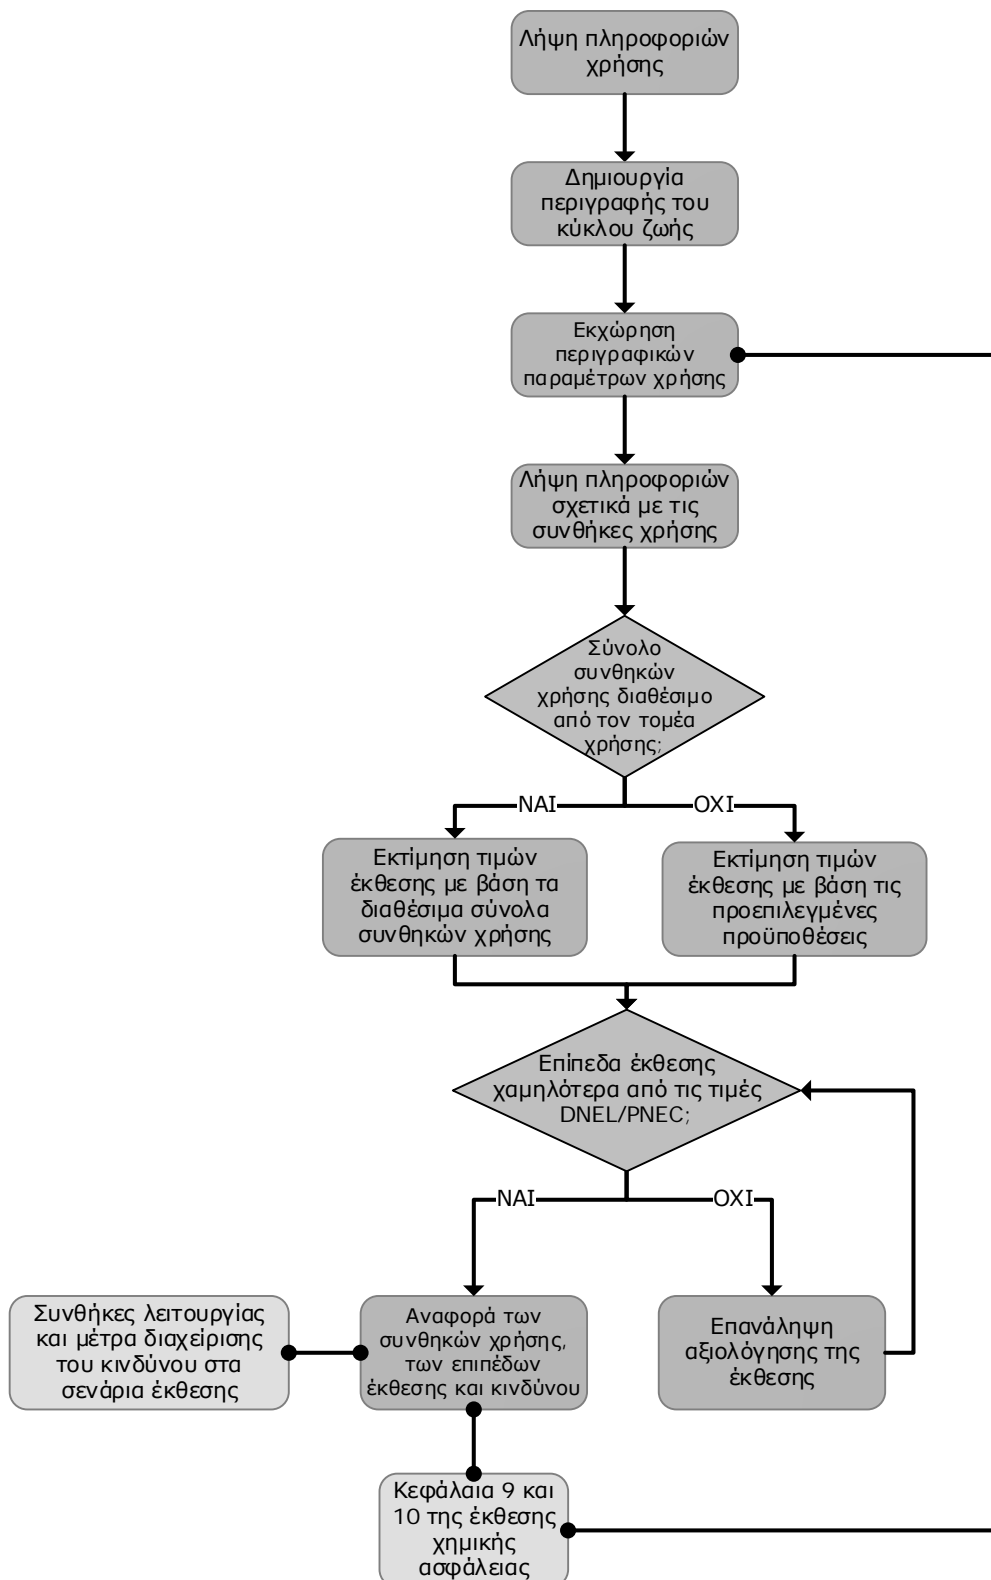 Λήψη πληροφοριών
χρήσης
Δημιουργία
περιγραφής του
κύκλου ζωής
Εκχώρηση
περιγραφικών
παραμέτρων χρήσης
Λήψη πληροφοριών
σχετικά με τις
συνθήκες χρήσης
Σύνολο
συνθηκών
χρήσης διαθέσιμο
από τον τομέα
χρήσης;
ΝΑΙ
ΟΧΙ
Εκτίμηση τιμών
έκθεσης με βάση τα
διαθέσιμα σύνολα
συνθηκών χρήσης
Εκτίμηση τιμών
έκθεσης με βάση τις
προεπιλεγμένες
προϋποθέσεις
Επίπεδα έκθεσης
χαμηλότερα από τις τιμές
DNEL/PNEC;
ΝΑΙ
ΟΧΙ
Συνθήκες λειτουργίας
και μέτρα διαχείρισης
του κινδύνου στα
σενάρια έκθεσης
Αναφορά των
συνθηκών χρήσης,
των επιπέδων
έκθεσης και κινδύνου
Επανάληψη
αξιολόγησης της
έκθεσης
Κεφάλαια 9 και
10 της έκθεσης
χημικής
ασφάλειας